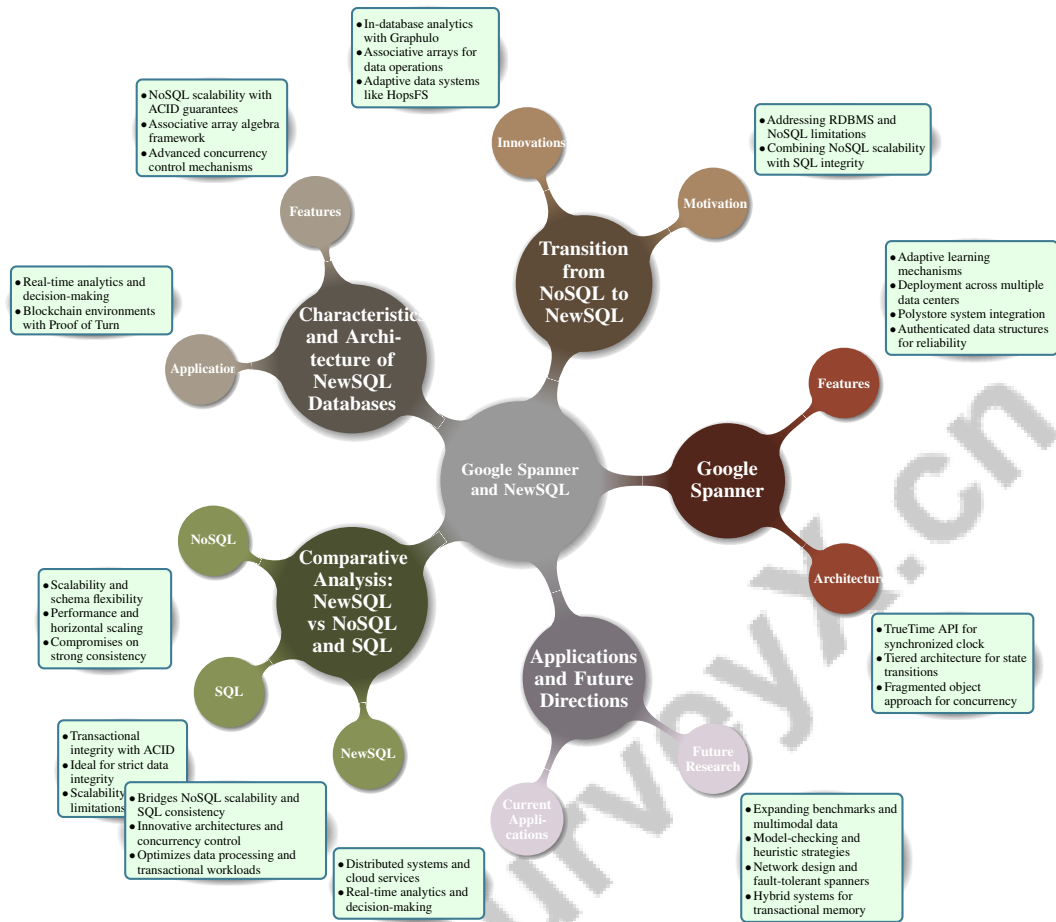 ● In-database analytics
with Graphulo
● Associative arrays for
data operations
● Adaptive data systems
like HopsFS
● NoSQL scalability with
ACID guarantees
● Associative array algebra
framework
● Advanced concurrency
control mechanisms
● Addressing RDBMS and
NoSQL limitations
● Combining NoSQL scalability
with SQL integrity
Innovations
Motivation
Features
Transition
from
NoSQL to
NewSQL
● Adaptive learning
mechanisms
● Deployment across multiple
data centers
● Polystore system integration
● Authenticated data structures
for reliability
● Real-time analytics and
decision-making
● Blockchain environments
with Proof of Turn
Characteristics
and Archi-
tecture of
NewSQL
Databases
Application
Features
Google Spanner
and NewSQL
Google
Spanner
NoSQL
Architecture
Comparative
Analysis:
NewSQL
vs NoSQL
and SQL
● Scalability and
schema flexibility
● Performance and
horizontal scaling
● Compromises on
strong consistency
● TrueTime API for
synchronized clock
● Tiered architecture for state
transitions
● Fragmented object
approach for concurrency
Applications
and Future
Directions
SQL
NewSQL
Future
Research
● Transactional
integrity with ACID
● Ideal for strict data
integrity
● Scalability
limitations
● Bridges NoSQL scalability and
SQL consistency
● Innovative architectures and
concurrency control
● Optimizes data processing and
transactional workloads
Current
Appli-
cations
● Expanding benchmarks and
multimodal data
● Model-checking and
heuristic strategies
● Network design and
fault-tolerant spanners
● Hybrid systems for
transactional memory
● Distributed systems and
cloud services
● Real-time analytics and
decision-making
urveyx.cn